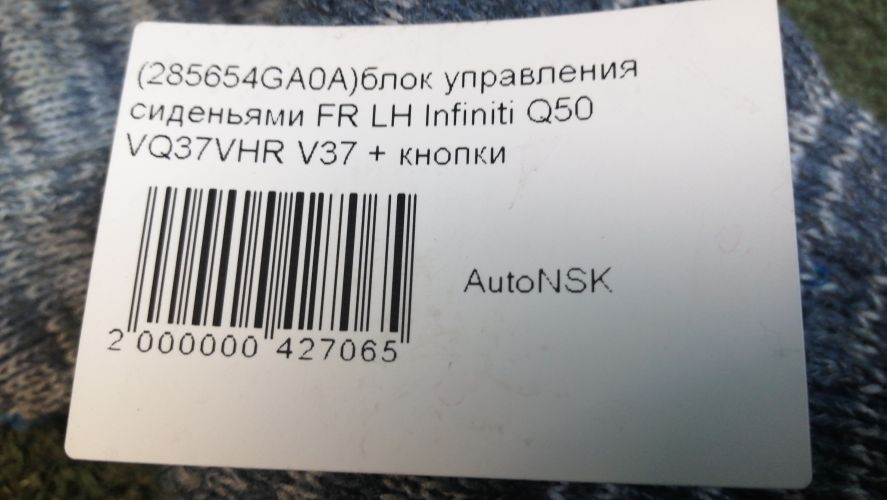 (285654GA0A)блок управления
сиденьями FR LH Infiniti Q50
VQ37VHR V37 + кнопки
AutoNSK
2 000000 427065